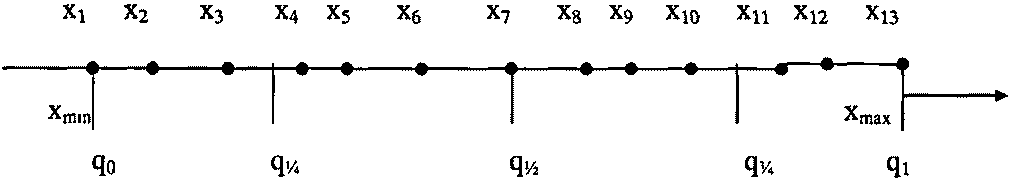 x₁ x₂ x₃ x₄ x₅ x₆ x₇ x₈ x₉ x₁₀ x₁₁ x₁₂ x₁₃
xmin xmax
q₀ q¼ q½ q¼ q₁